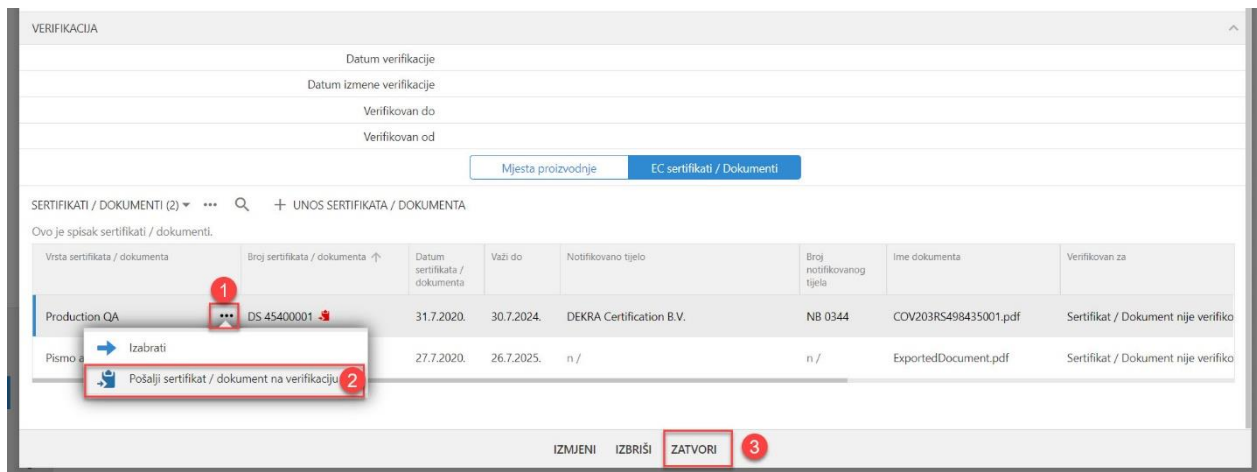 VERIFIKACIJA
Datum verifikacije
Datum izmene verifikacije
Verifikovan do
Verifikovan od
Mjesta proizvodnje EC sertifikati / Dokumenti
SERTIFIKATI / DOKUMENTI (2) ••• + UNOS SERTIFIKATA / DOKUMENTA
Ovo je spisak sertifikati / dokumenti.
Vrsta sertifikata / dokumenta Broj sertifikata / dokumenta ↑ Datum sertifikata / dokumenta Važi do Notifikovano tijelo Broj notifikovanog tijela Ime dokumenta Verifikovan za
1
Production QA ••• DS 45400001 31.7.2020. 30.7.2024. DEKRA Certification B.V. NB 0344 COV203RS498435001.pdf Sertifikat / Dokument nije verifiko
Pismo a 27.7.2020. 26.7.2025. n / n / ExportedDocument.pdf Sertifikat / Dokument nije verifiko
Izabrati
Pošalji sertifikat / dokument na verifikaciju 2
IZMJENI IZBRIŠI ZATVORI 3